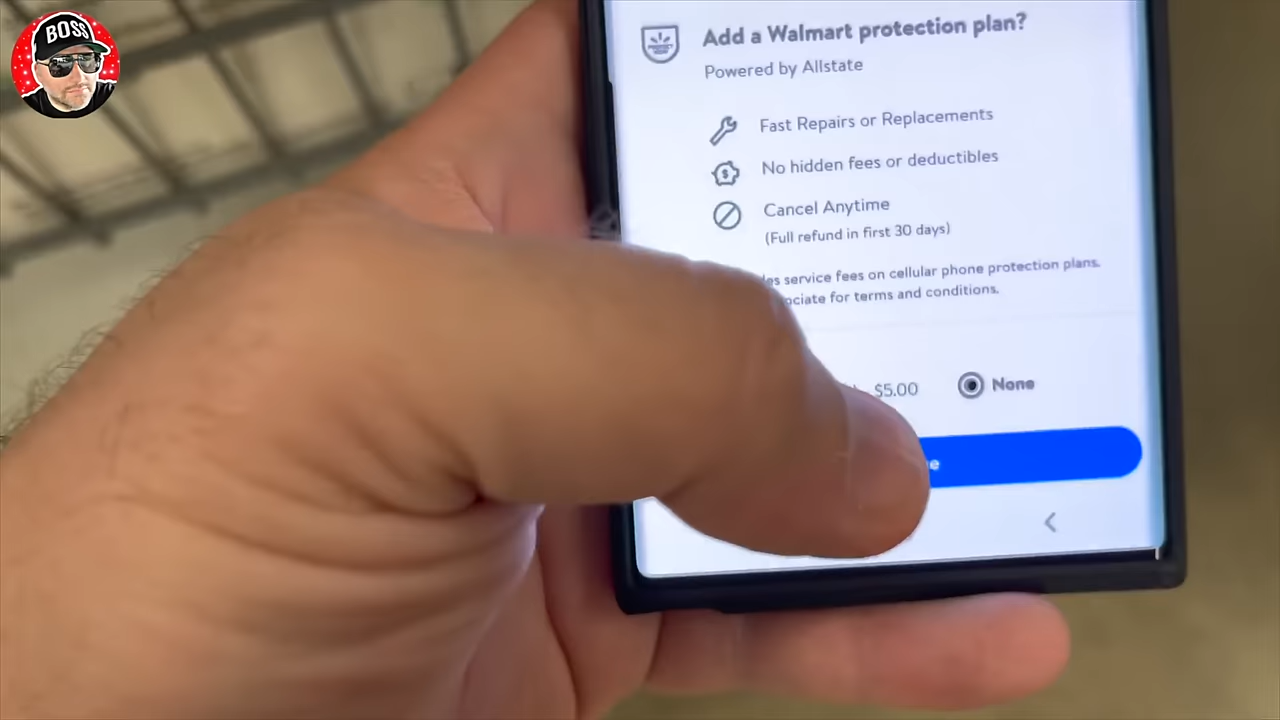 BOSS
Add a Walmart protection plan?
Powered by Allstate
Fast Repairs or Replacements
No hidden fees or deductibles
$
Cancel Anytime
(Full refund in first 30 days)
service fees on cellular phone protection plans.
for terms and conditions.
$5.00
None